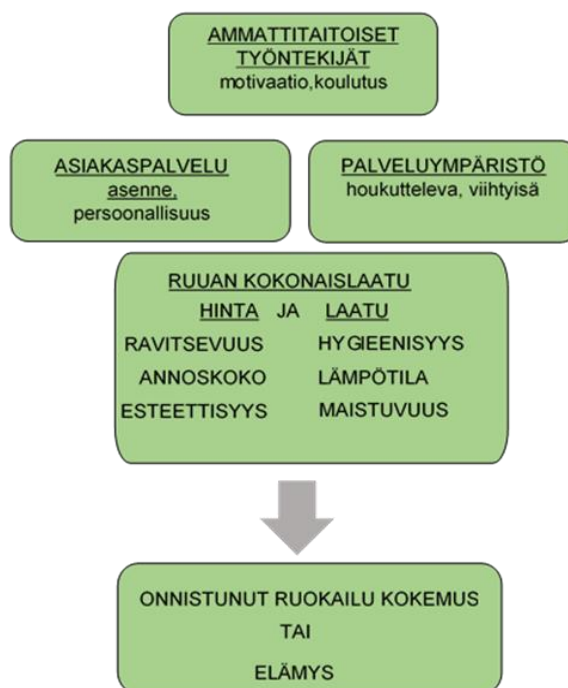 AMMATTITAITOISET
TYÖNTEKIJÄT
motivaatio,koulutus
ASIAKASPALVELU
asenne,
persoonallisuus
PALVELUYMPÄRISTÖ
houkutteleva, viihtyisä
RUUAN KOKONAISLAATU
HINTA JA LAATU
RAVITSEVUUS HYGIEENISYYS
ANNOSKOKO LÄMPÖTILA
ESTEETTISYYS MAISTUVUUS
ONNISTUNUT RUOKAILU KOKEMUS
TAI
ELÄMYS